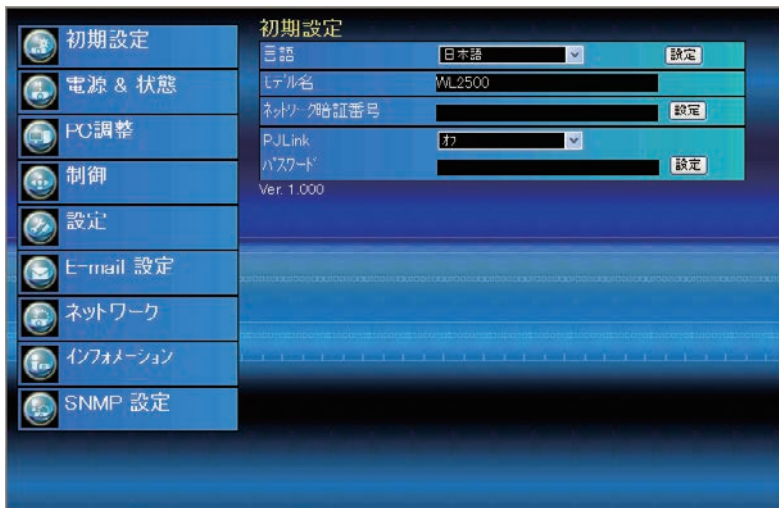 初期設定
電源 & 状態
PC調整
制御
設定
E-mail 設定
ネットワーク
インフォメーション
SNMP 設定
初期設定
言語 日本語 設定
モデル名 WL2500
ネットワーク暗証番号 設定
PJLink オフ
パスワード 設定
Ver. 1.000